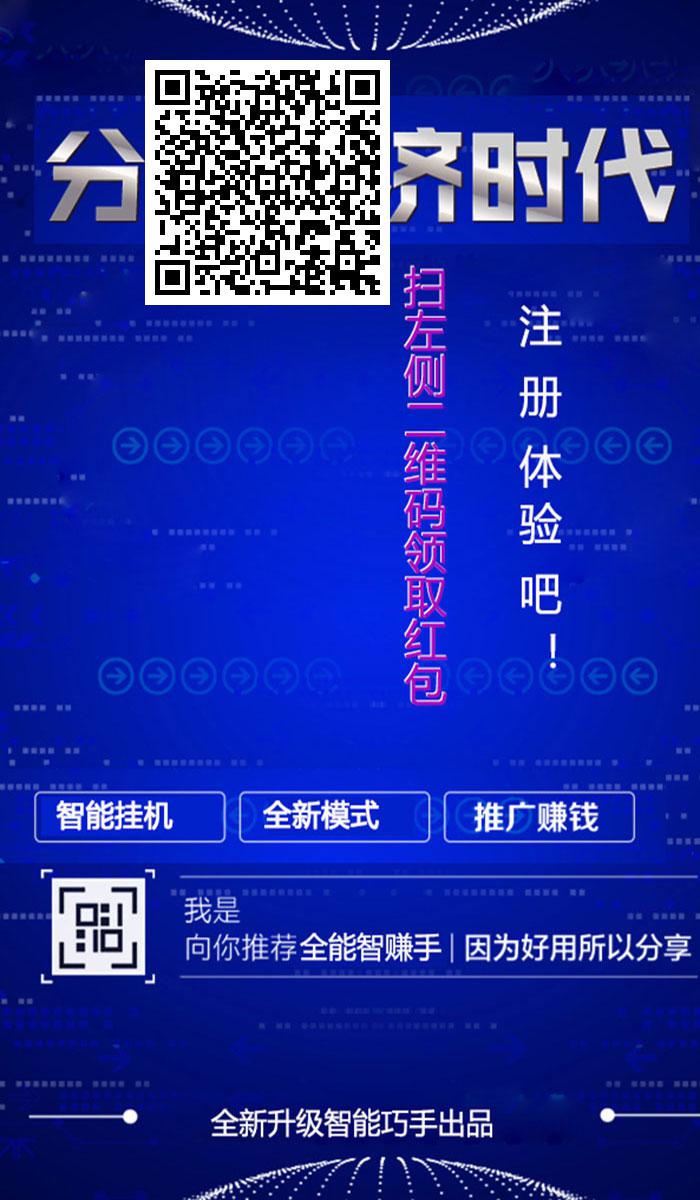 分
济时代
扫左侧二维码领取红包
注册体验吧！
智能挂机
全新模式
推广赚钱
我是
向你推荐全能智赚手|因为好用所以分享
全新升级智能巧手出品